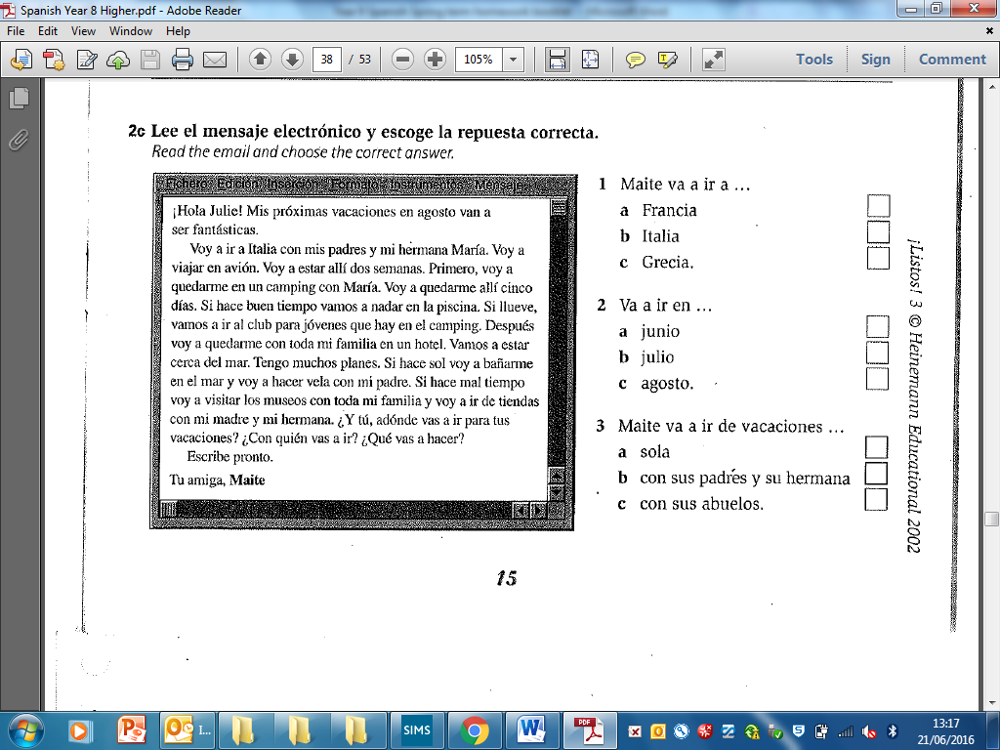 Spanish Year 8 Higher.pdf - Adobe Reader
File Edit View Window Help
38 / 53 105% Tools Sign Comment
2c Lee el mensaje electrónico y escoge la repuesta correcta.
Read the email and choose the correct answer.
Fichero Edición Inserción Formato Instrumentos Mensaje
¡Hola Julie! Mis próximas vacaciones en agosto van a
ser fantásticas.
Voy a ir a Italia con mis padres y mi hermana María. Voy a
viajar en avión. Voy a estar allí dos semanas. Primero, voy a
quedarme en un camping con María. Voy a quedarme allí cinco
días. Si hace buen tiempo vamos a nadar en la piscina. Si llueve,
vamos a ir al club para jóvenes que hay en el camping. Después
voy a quedarme con toda mi familia en un hotel. Vamos a estar
cerca del mar. Tengo muchos planes. Si hace sol voy a bañarme
en el mar y voy a hacer vela con mi padre. Si hace mal tiempo
voy a visitar los museos con toda mi familia y voy a ir de tiendas
con mi madre y mi hermana. ¿Y tú, adónde vas a ir para tus
vacaciones? ¿Con quién vas a ir? ¿Qué vas a hacer?
Escribe pronto.
Tu amiga, Maite
1 Maite va a ir a ...
a Francia
b Italia
c Grecia.
2 Va a ir en ...
a junio
b julio
c agosto.
3 Maite va a ir de vacaciones ...
a sola
b con sus padres y su hermana
c con sus abuelos.
¡Listos! 3 © Heinemann Educational 2002
15
I...
SIMS
PDF
13:17
21/06/2016